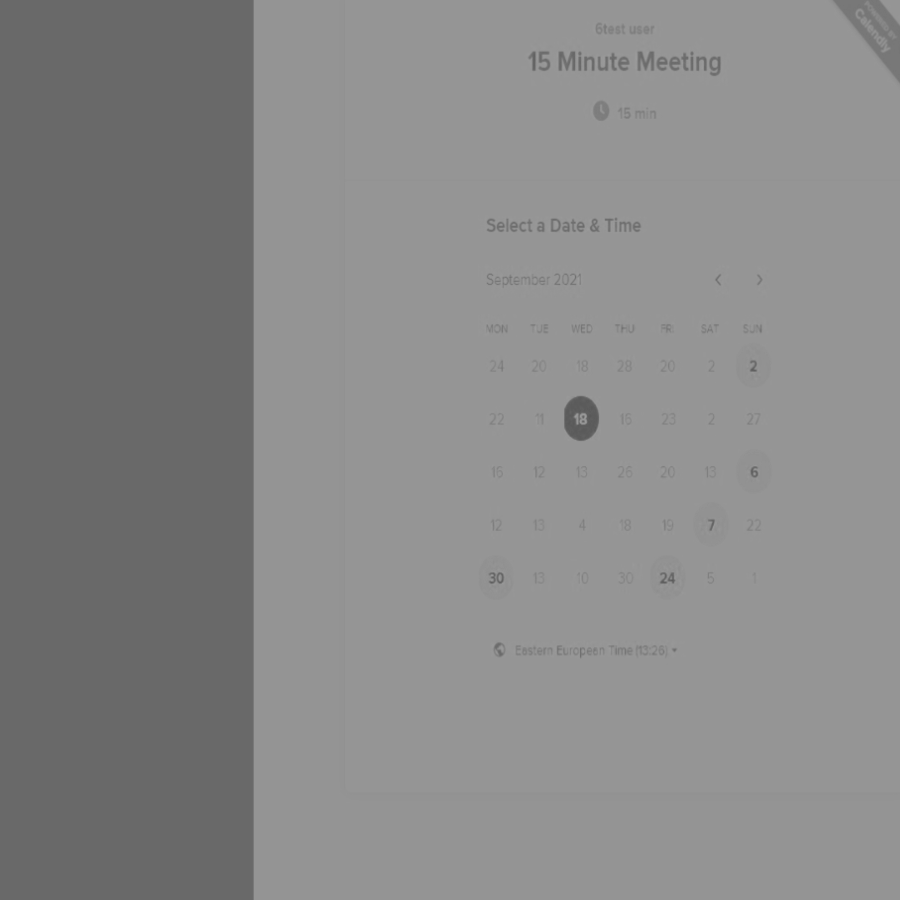 POWERED BY
Calendly
6test user
15 Minute Meeting
15 min
Select a Date & Time
September 2021
MON TUE WED THU FRI SAT SUN
24 20 18 28 20 2 2
22 11 18 16 23 2 27
16 12 13 26 20 13 6
12 13 4 18 19 7 22
30 13 10 30 24 5 1
Eastern European Time (13:26)